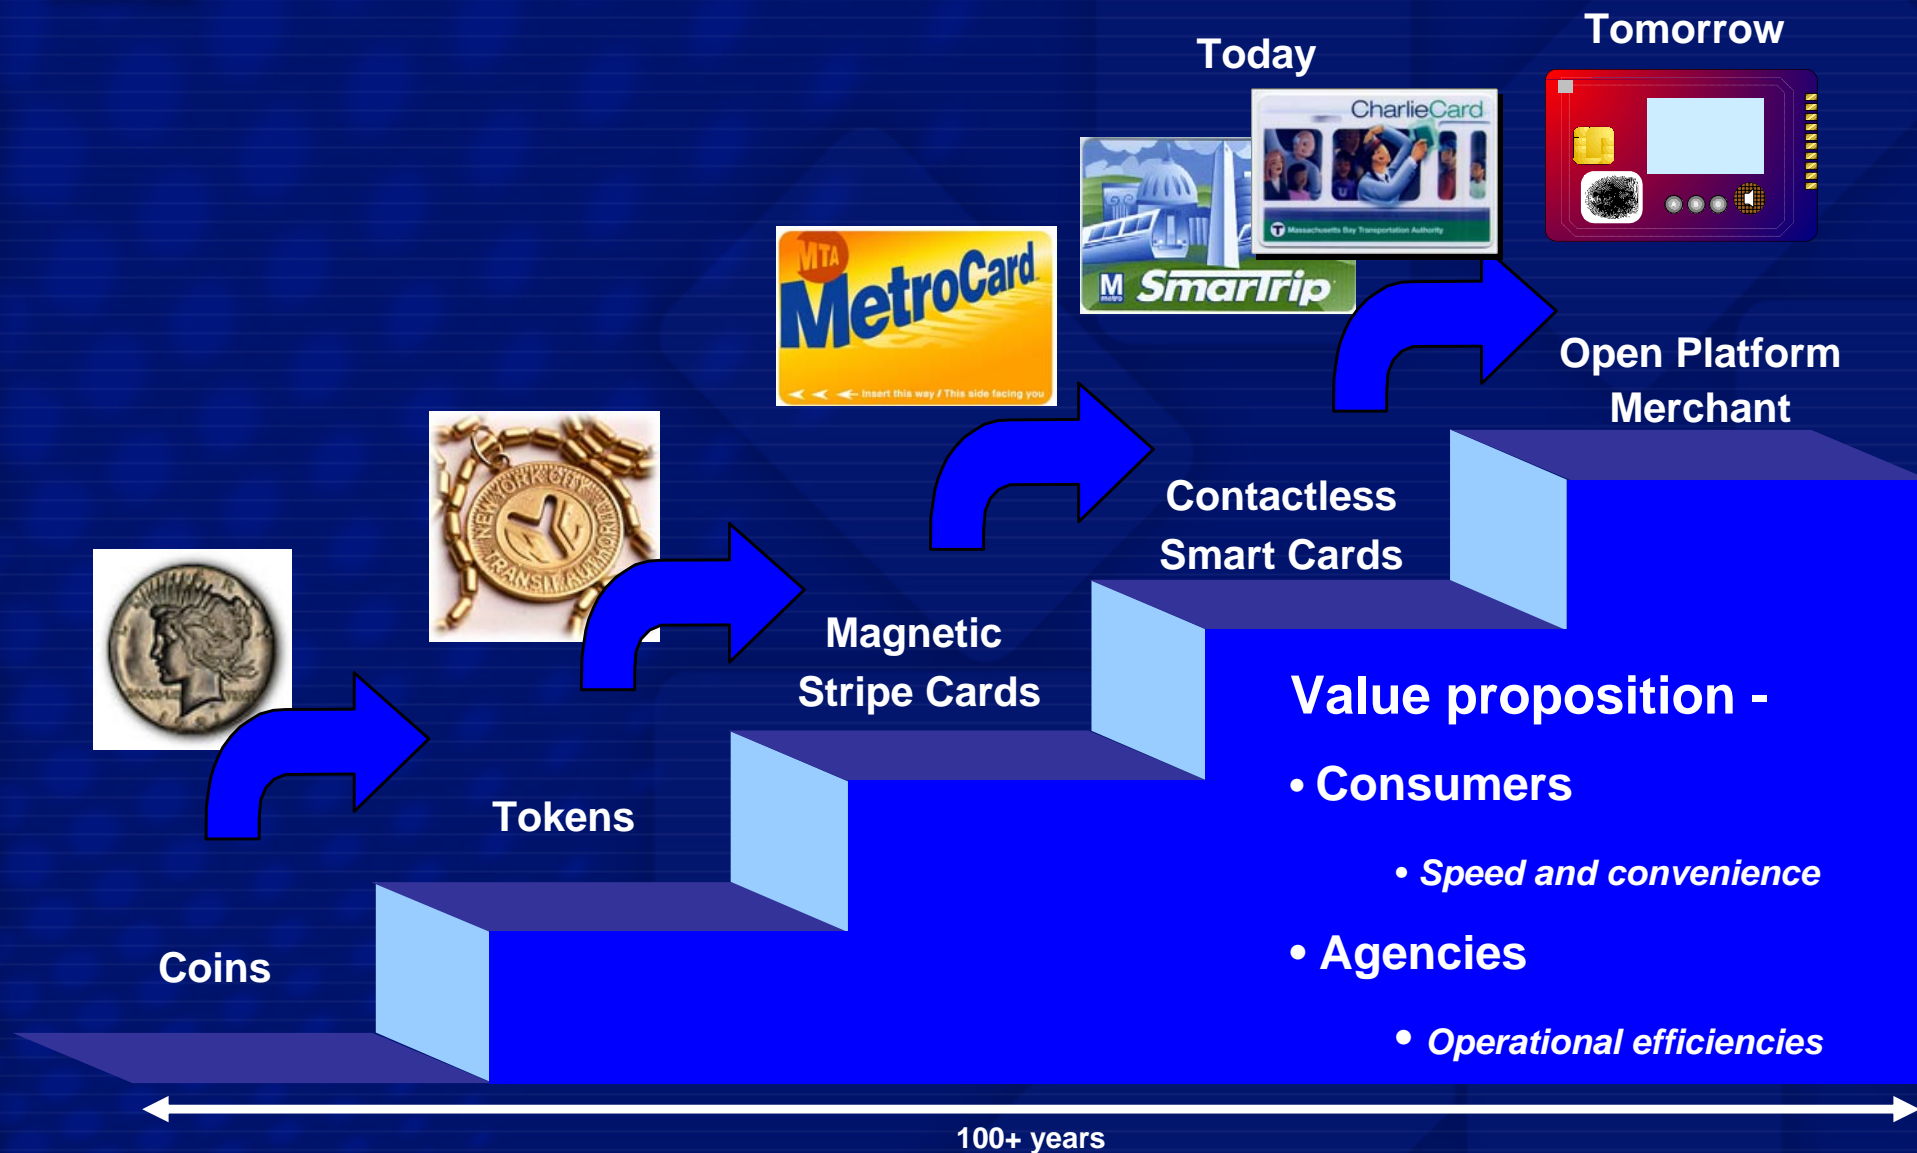 Tomorrow
Today
CharlieCard
Massachusetts Bay Transportation Authority
M
metro
SmarTrip
MTA
MetroCard
Insert this way / This side facing you
NEW YORK CITY
TRANSIT AUTHORITY
Open Platform
Merchant
Contactless
Smart Cards
Magnetic
Stripe Cards
Tokens
Coins
Value proposition -
• Consumers
• Speed and convenience
• Agencies
• Operational efficiencies
100+ years